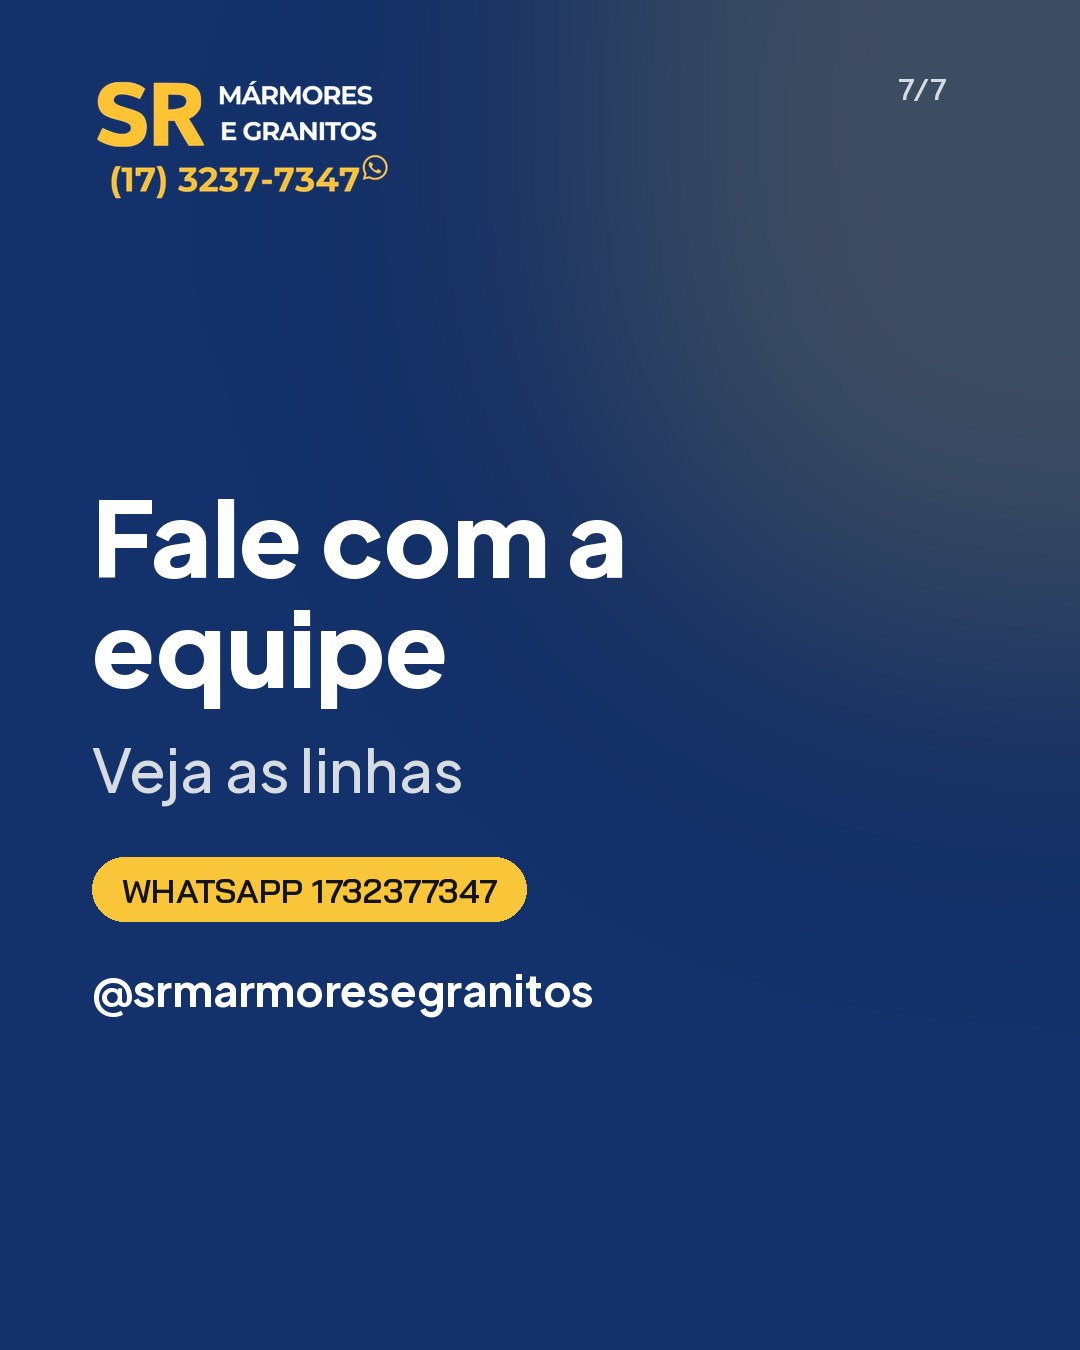 SR MÁRMORES
E GRANITOS
(17) 3237-7347
7/7
Fale com a
equipe
Veja as linhas
WHATSAPP 1732377347
@srmarmoresegranitos